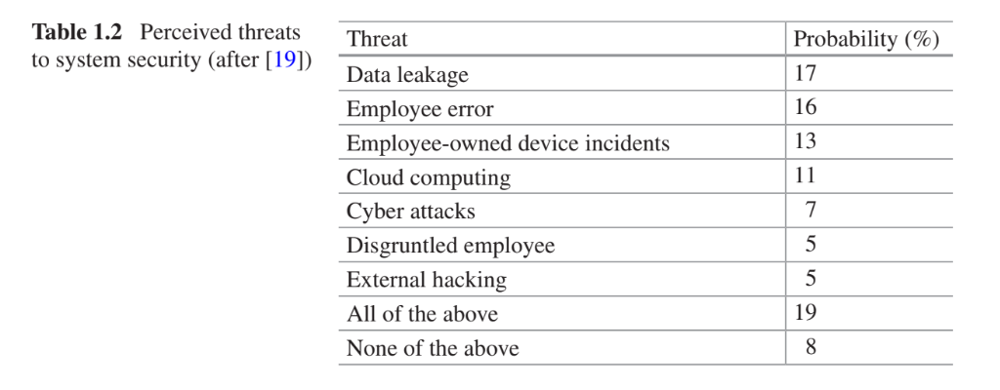 Table 1.2 Perceived threats
to system security (after [19])
Threat Probability (%)
Data leakage 17
Employee error 16
Employee-owned device incidents 13
Cloud computing 11
Cyber attacks 7
Disgruntled employee 5
External hacking 5
All of the above 19
None of the above 8